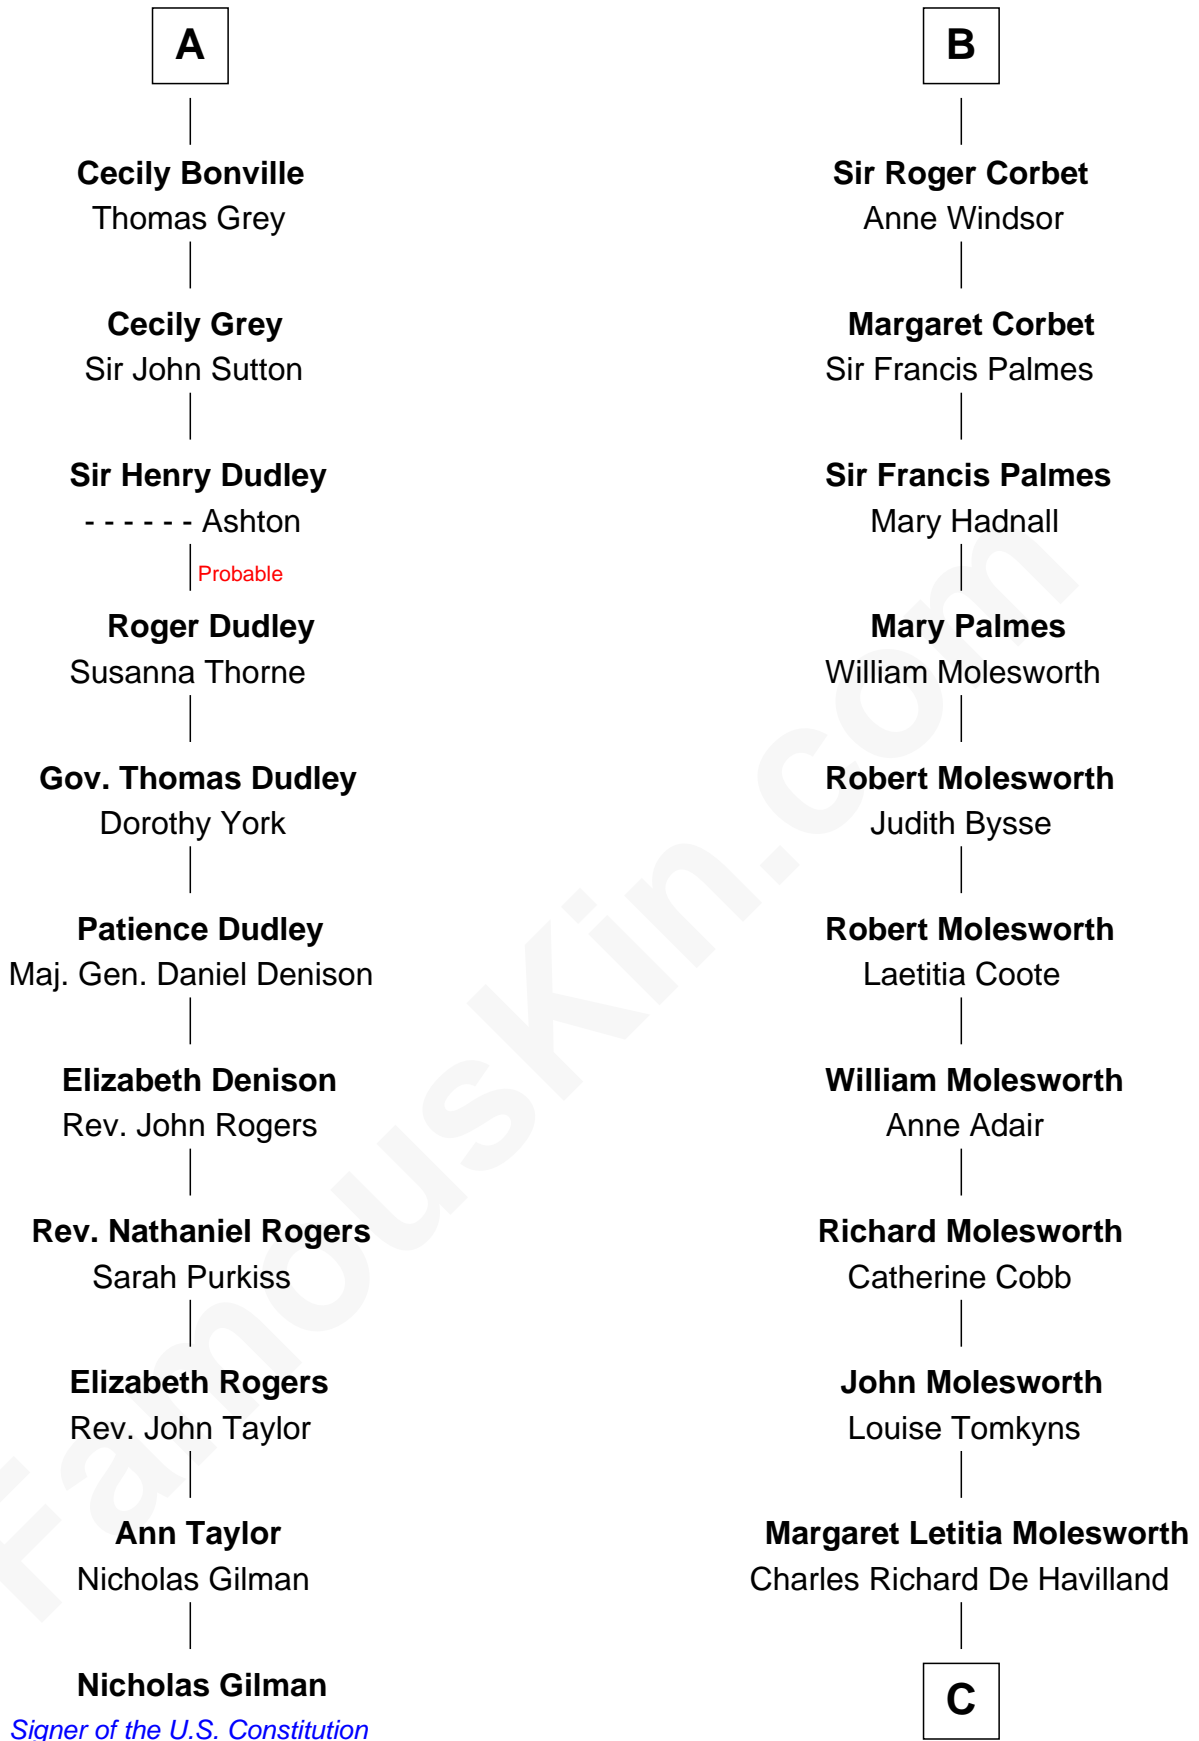 A
Cecily Bonville
Thomas Grey
Cecily Grey
Sir John Sutton
Sir Henry Dudley
- - - - - - Ashton
Probable
Roger Dudley
Susanna Thorne
Gov. Thomas Dudley
Dorothy York
Patience Dudley
Maj. Gen. Daniel Denison
Elizabeth Denison
Rev. John Rogers
Rev. Nathaniel Rogers
Sarah Purkiss
Elizabeth Rogers
Rev. John Taylor
Ann Taylor
Nicholas Gilman
Nicholas Gilman
Signer of the U.S. Constitution
B
Sir Roger Corbet
Anne Windsor
Margaret Corbet
Sir Francis Palmes
Sir Francis Palmes
Mary Hadnall
Mary Palmes
William Molesworth
Robert Molesworth
Judith Bysse
Robert Molesworth
Laetitia Coote
William Molesworth
Anne Adair
Richard Molesworth
Catherine Cobb
John Molesworth
Louise Tomkyns
Margaret Letitia Molesworth
Charles Richard De Havilland
C
FamousKin.com